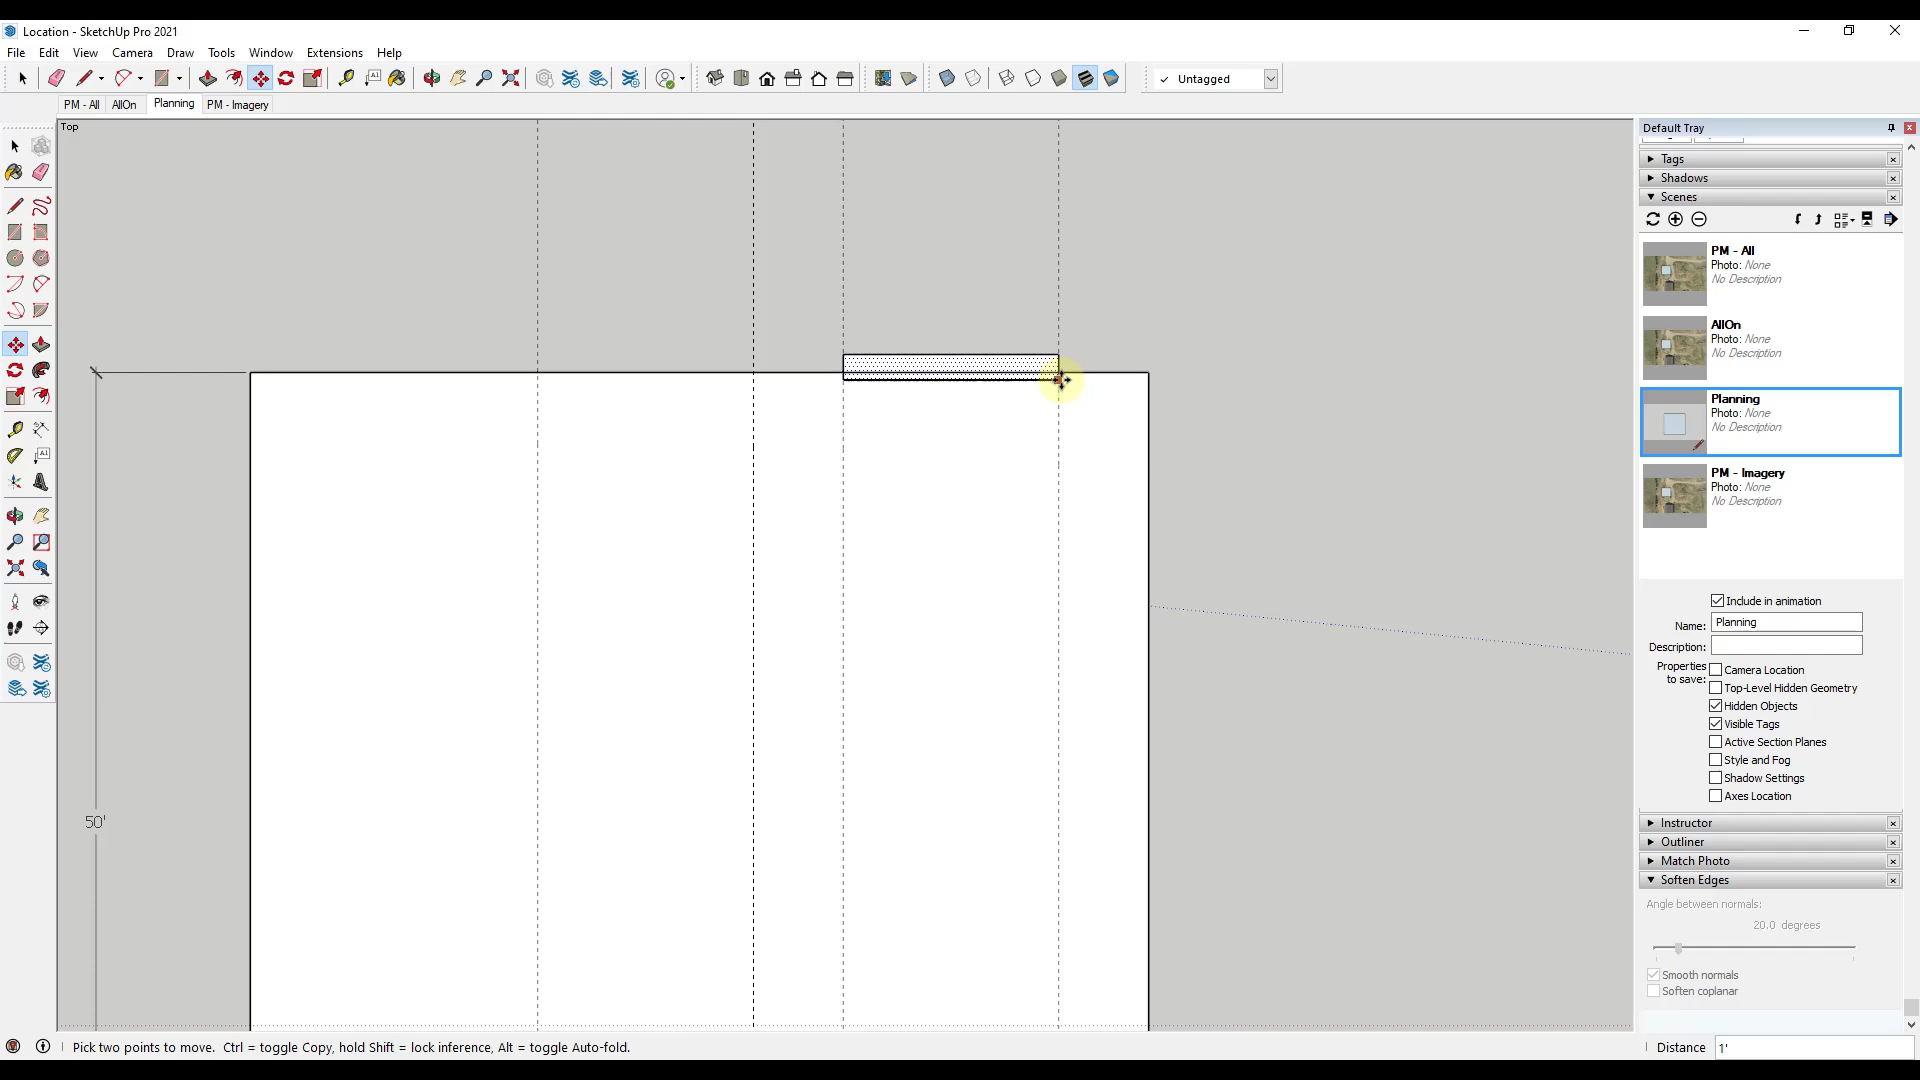 Location - SketchUp Pro 2021
File Edit View Camera Draw Tools Window Extensions Help
A1
Untagged
PM - All AllOn Planning PM - Imagery
Top
Default Tray
Tags
Shadows
Scenes
PM - All
Photo: None
No Description
AllOn
Photo: None
No Description
Planning
Photo: None
No Description
PM - Imagery
Photo: None
No Description
A1
50'
Include in animation
Name: Planning
Description:
Properties to save:
Camera Location
Top-Level Hidden Geometry
Hidden Objects
Visible Tags
Active Section Planes
Style and Fog
Shadow Settings
Axes Location
Instructor
Outliner
Match Photo
Soften Edges
Angle between normals:
20.0 degrees
Smooth normals
Soften coplanar
Pick two points to move. Ctrl = toggle Copy, hold Shift = lock inference, Alt = toggle Auto-fold.
Distance 1'